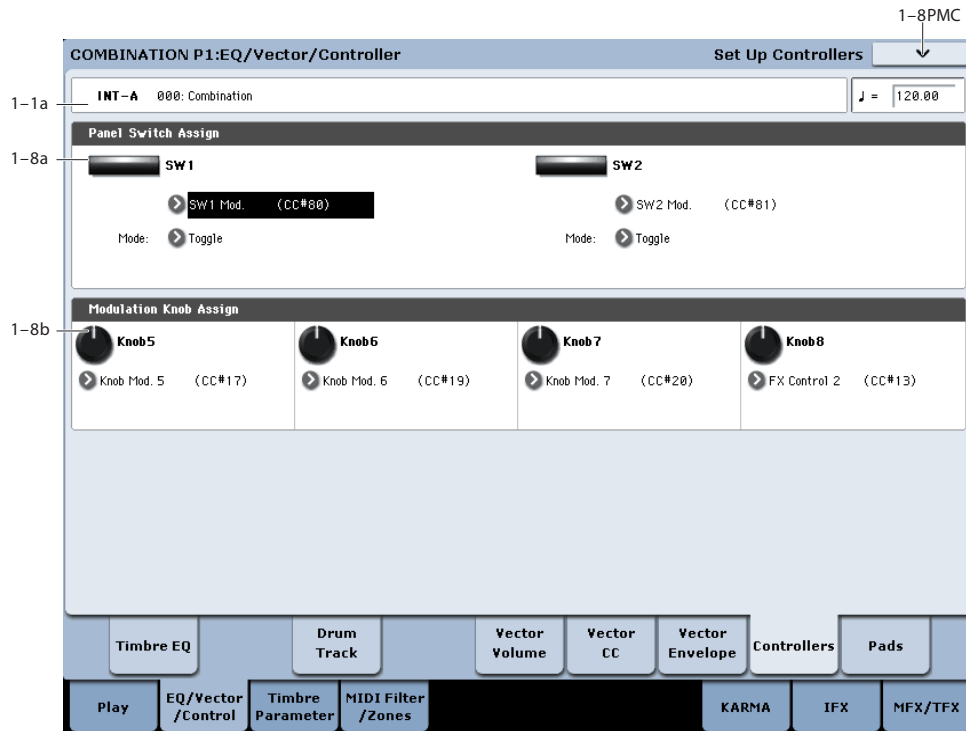 1–8PMC
COMBINATION P1:EQ/Vector/Controller Set Up Controllers
1–1a INT-A 000: Combination ♩ = 120.00
Panel Switch Assign
1–8a SW1 SW2
SW1 Mod. (CC#80) SW2 Mod. (CC#81)
Mode: Toggle Mode: Toggle
Modulation Knob Assign
1–8b Knob5 Knob6 Knob7 Knob8
Knob Mod. 5 (CC#17) Knob Mod. 6 (CC#19) Knob Mod. 7 (CC#20) FX Control 2 (CC#13)
Timbre EQ Drum Track Vector Volume Vector CC Vector Envelope Controllers Pads
Play EQ/Vector /Control Timbre Parameter MIDI Filter /Zones KARMA IFX MFX/TFX